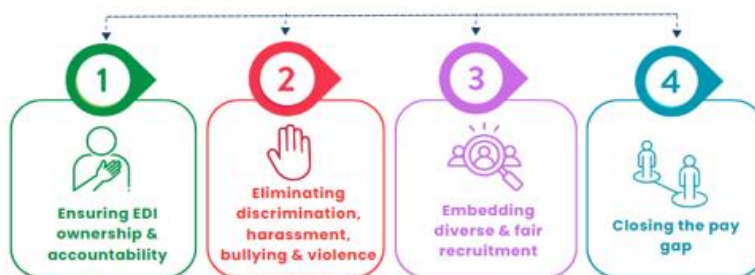 1
Ensuring EDI
ownership &
accountability
2
Eliminating
discrimination,
harassment,
bullying & violence
3
Embedding
diverse & fair
recruitment
4
Closing the pay
gap